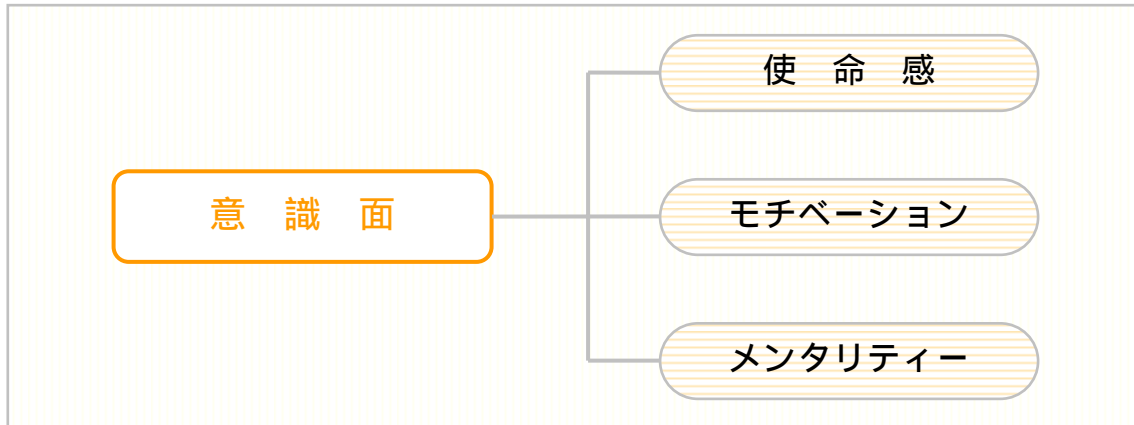 使　命　感
意　識　面
モチベーション
メンタリティー